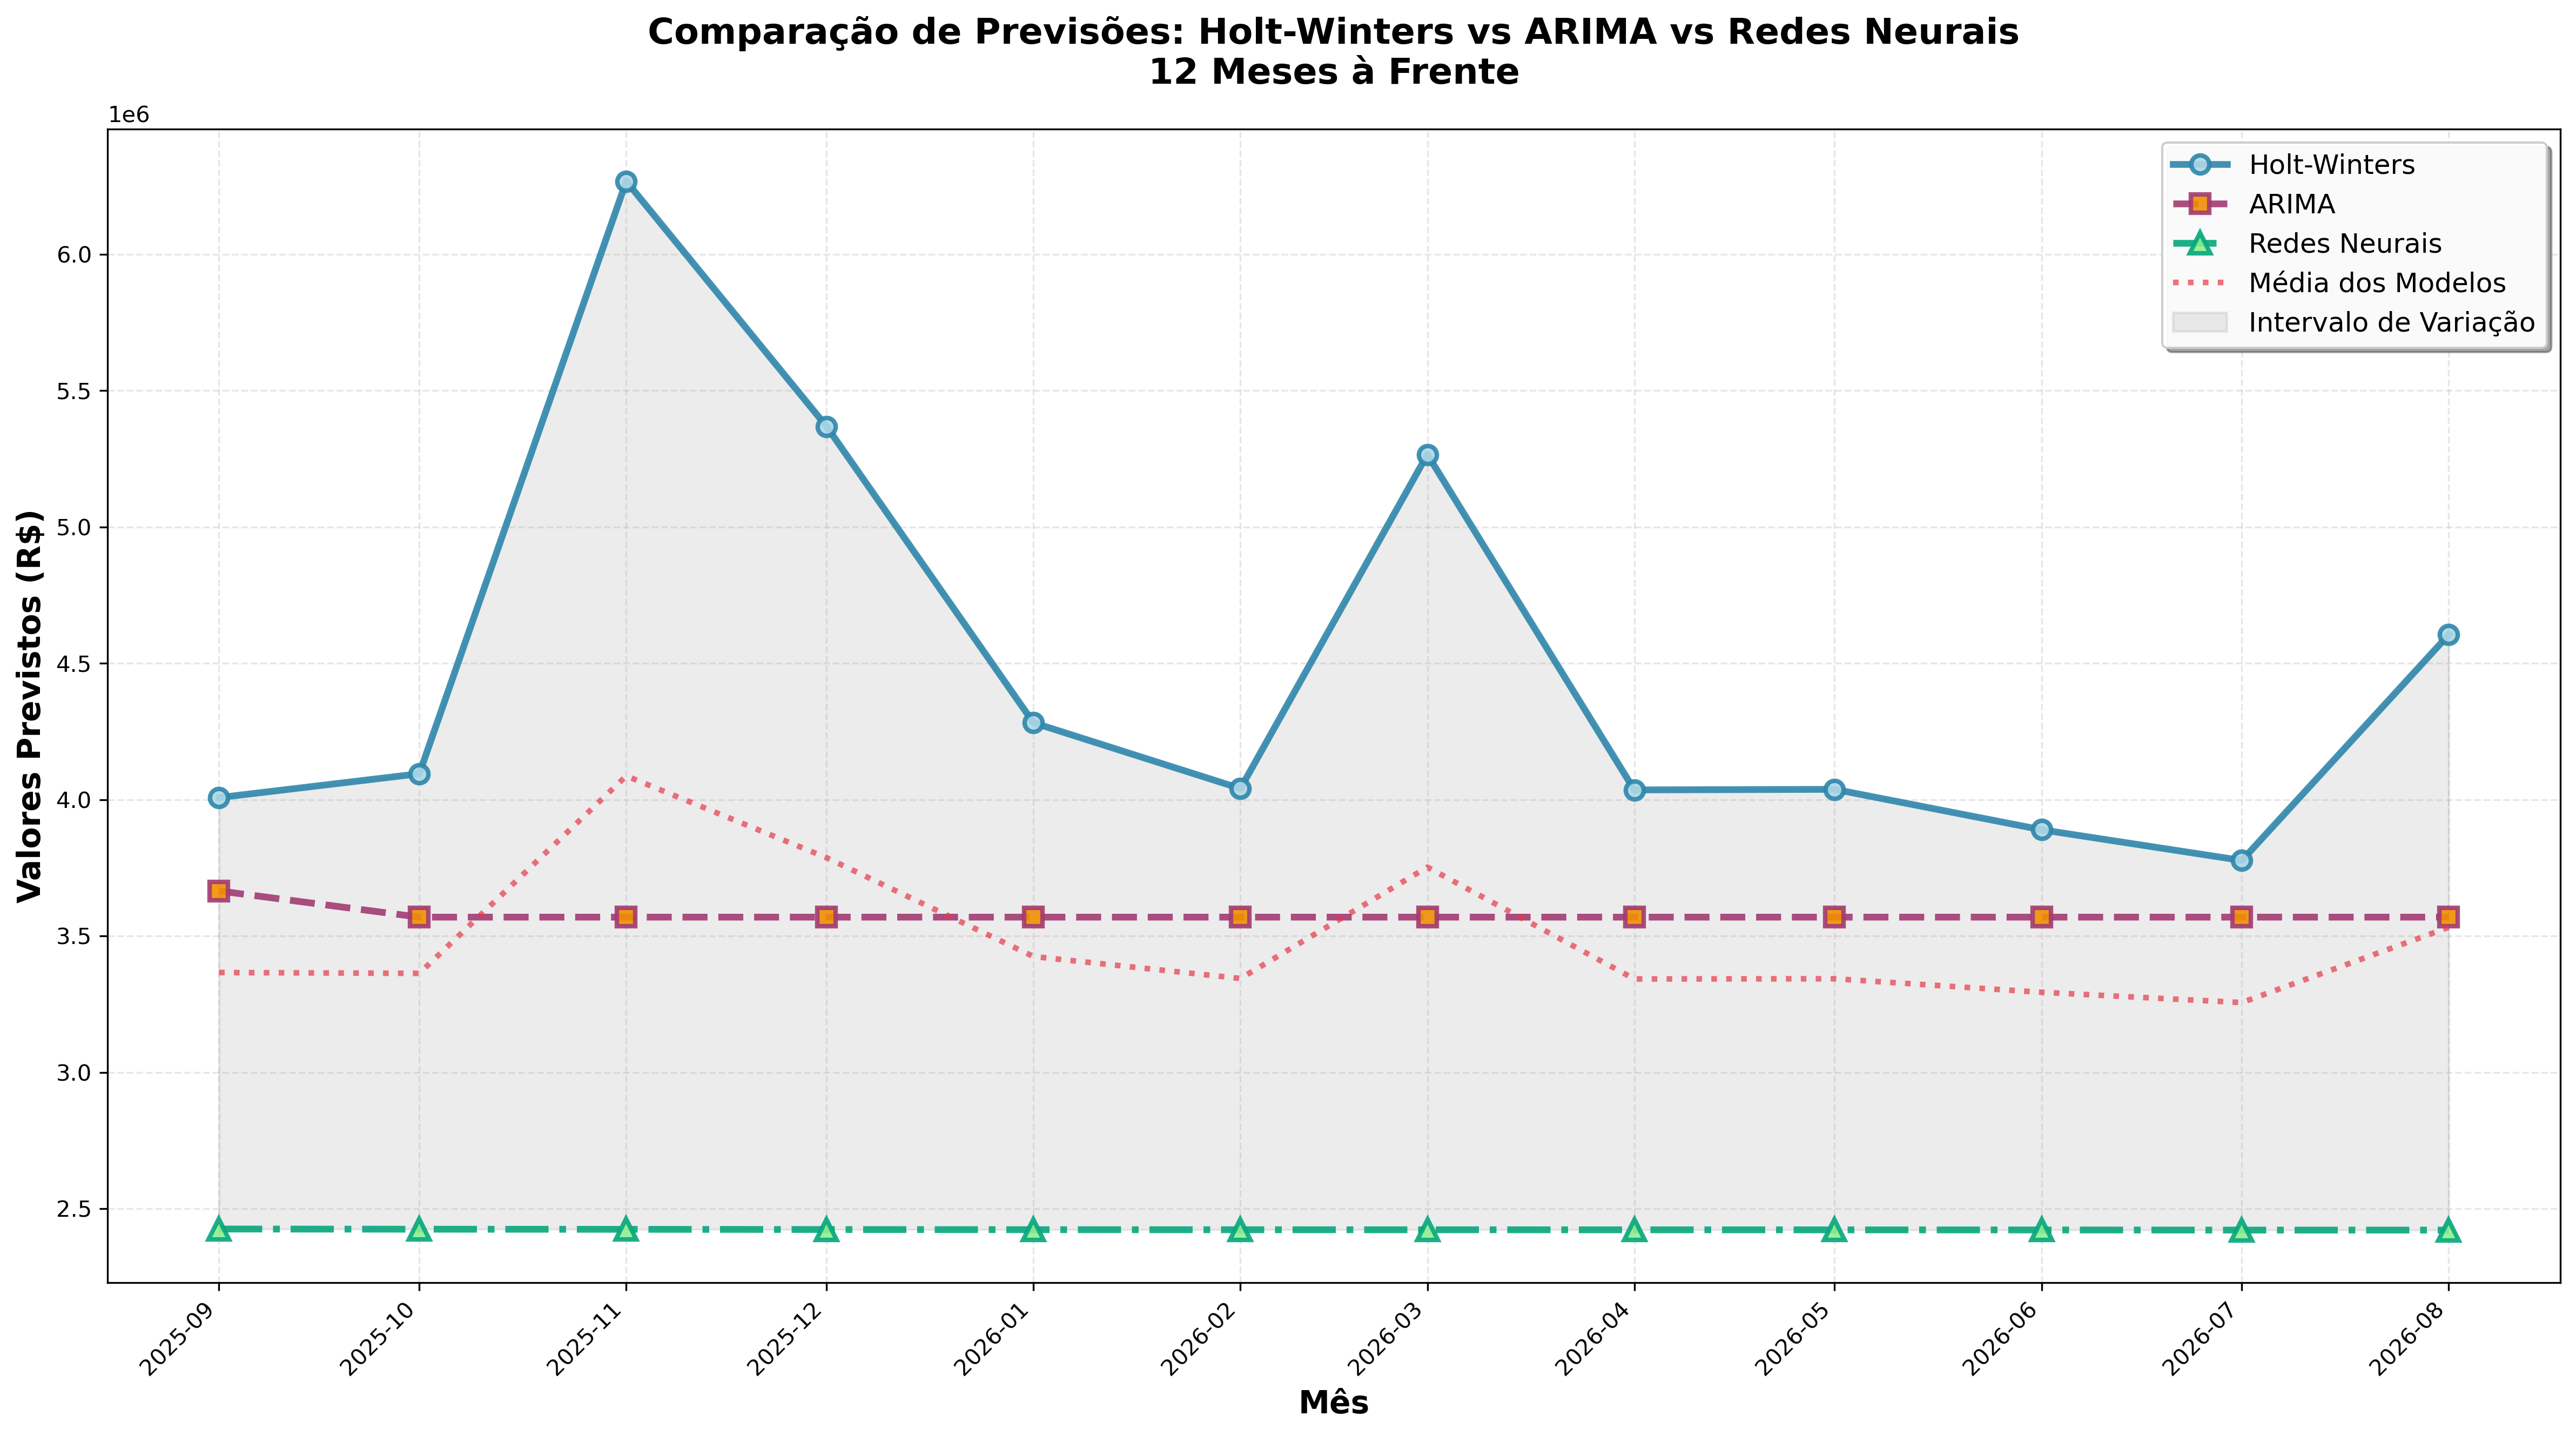 Comparação de Previsões: Holt-Winters vs ARIMA vs Redes Neurais
12 Meses à Frente
1e6
Holt-Winters
ARIMA
Redes Neurais
Média dos Modelos
Intervalo de Variação
Valores Previstos (R$)
6.0
5.5
5.0
4.5
4.0
3.5
3.0
2.5
2025-09
2025-10
2025-11
2025-12
2026-01
2026-02
2026-03
2026-04
2026-05
2026-06
2026-07
2026-08
Mês